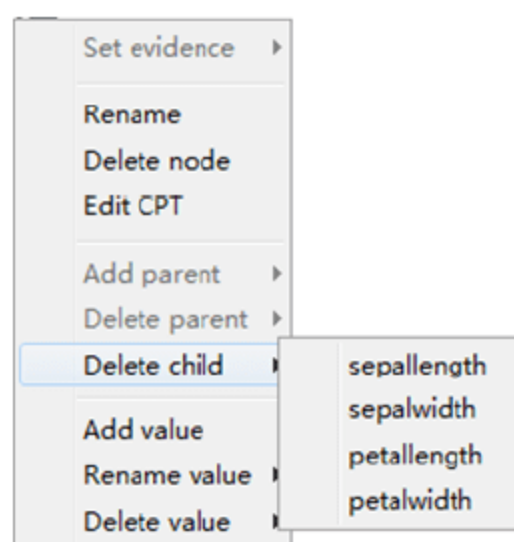 Set evidence
Rename
Delete node
Edit CPT
Add parent
Delete parent
Delete child
sepallength
sepalwidth
petallength
petalwidth
Add value
Rename value
Delete value